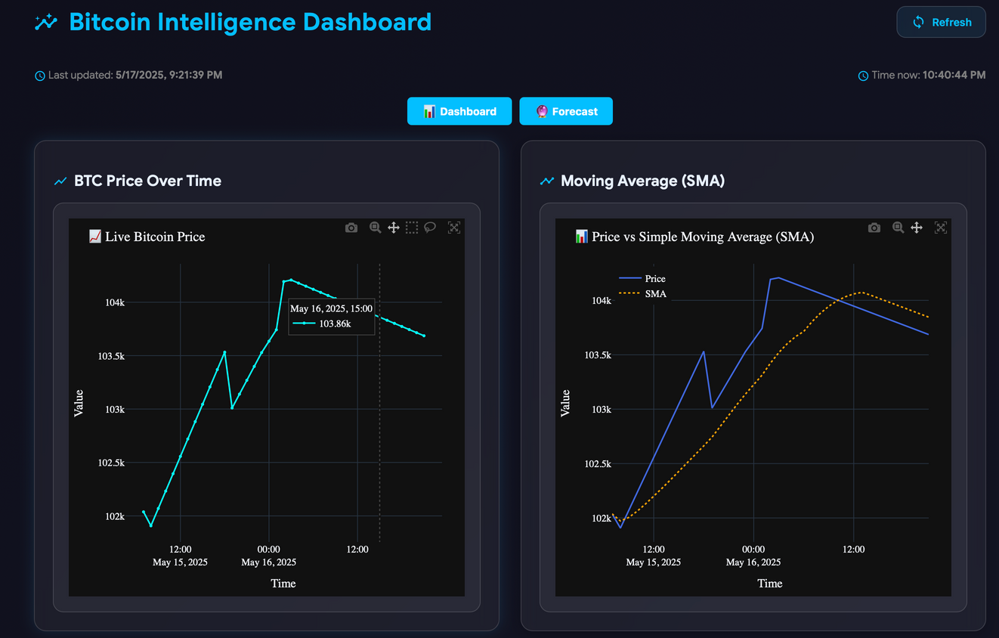 Bitcoin Intelligence Dashboard
Refresh
Last updated: 5/17/2025, 9:21:39 PM
Time now: 10:40:44 PM
📊 Dashboard
🔮 Forecast
BTC Price Over Time
📈 Live Bitcoin Price
104k
103.5k
103k
102.5k
102k
Value
May 16, 2025, 15:00
103.86k
12:00
May 15, 2025
00:00
May 16, 2025
12:00
Time
Moving Average (SMA)
📊 Price vs Simple Moving Average (SMA)
Price
SMA
104k
103.5k
103k
102.5k
102k
Value
12:00
May 15, 2025
00:00
May 16, 2025
12:00
Time